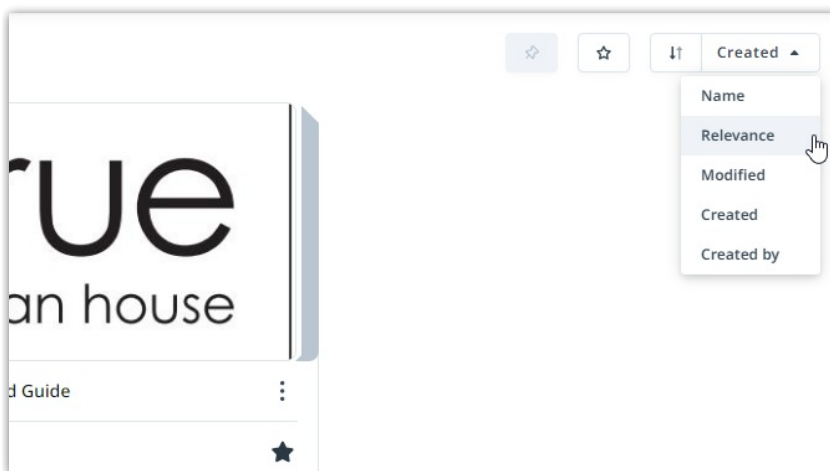 Created
Name
Relevance
Modified
Created
Created by
rue
an house
d Guide